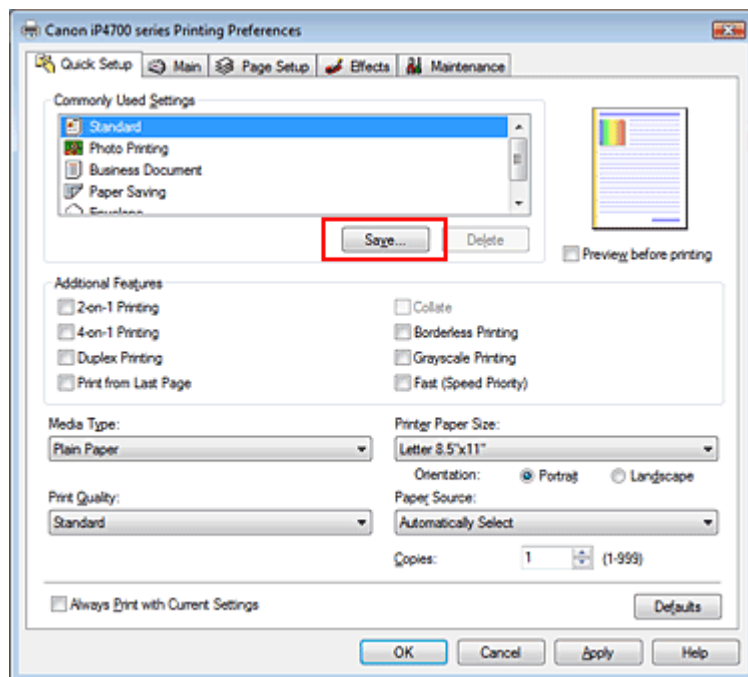 Canon iP4700 series Printing Preferences
Quick Setup Main Page Setup Effects Maintenance
Commonly Used Settings
Standard
Photo Printing
Business Document
Paper Saving
Envelope
Save... Delete
Preview before printing
Additional Features
2-on-1 Printing
4-on-1 Printing
Duplex Printing
Print from Last Page
Collate
Borderless Printing
Grayscale Printing
Fast (Speed Priority)
Media Type:
Plain Paper
Printer Paper Size:
Letter 8.5"x11"
Orientation: Portrait Landscape
Print Quality:
Standard
Paper Source:
Automatically Select
Copies: 1 (1-999)
Always Print with Current Settings
Defaults
OK Cancel Apply Help